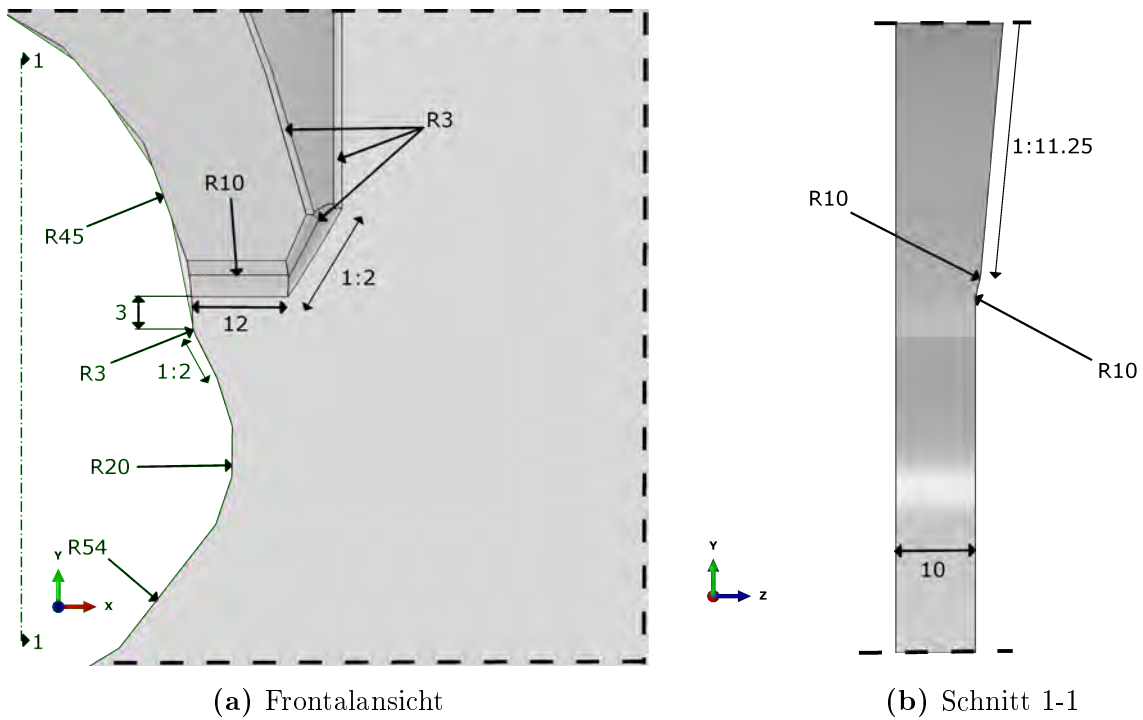 1
R3
R10
R45
1:2
3
12
R3
1:2
R20
R54
Y
X
1
(a) Frontalansicht
1:11.25
R10
R10
10
Y
Z
(b) Schnitt 1-1